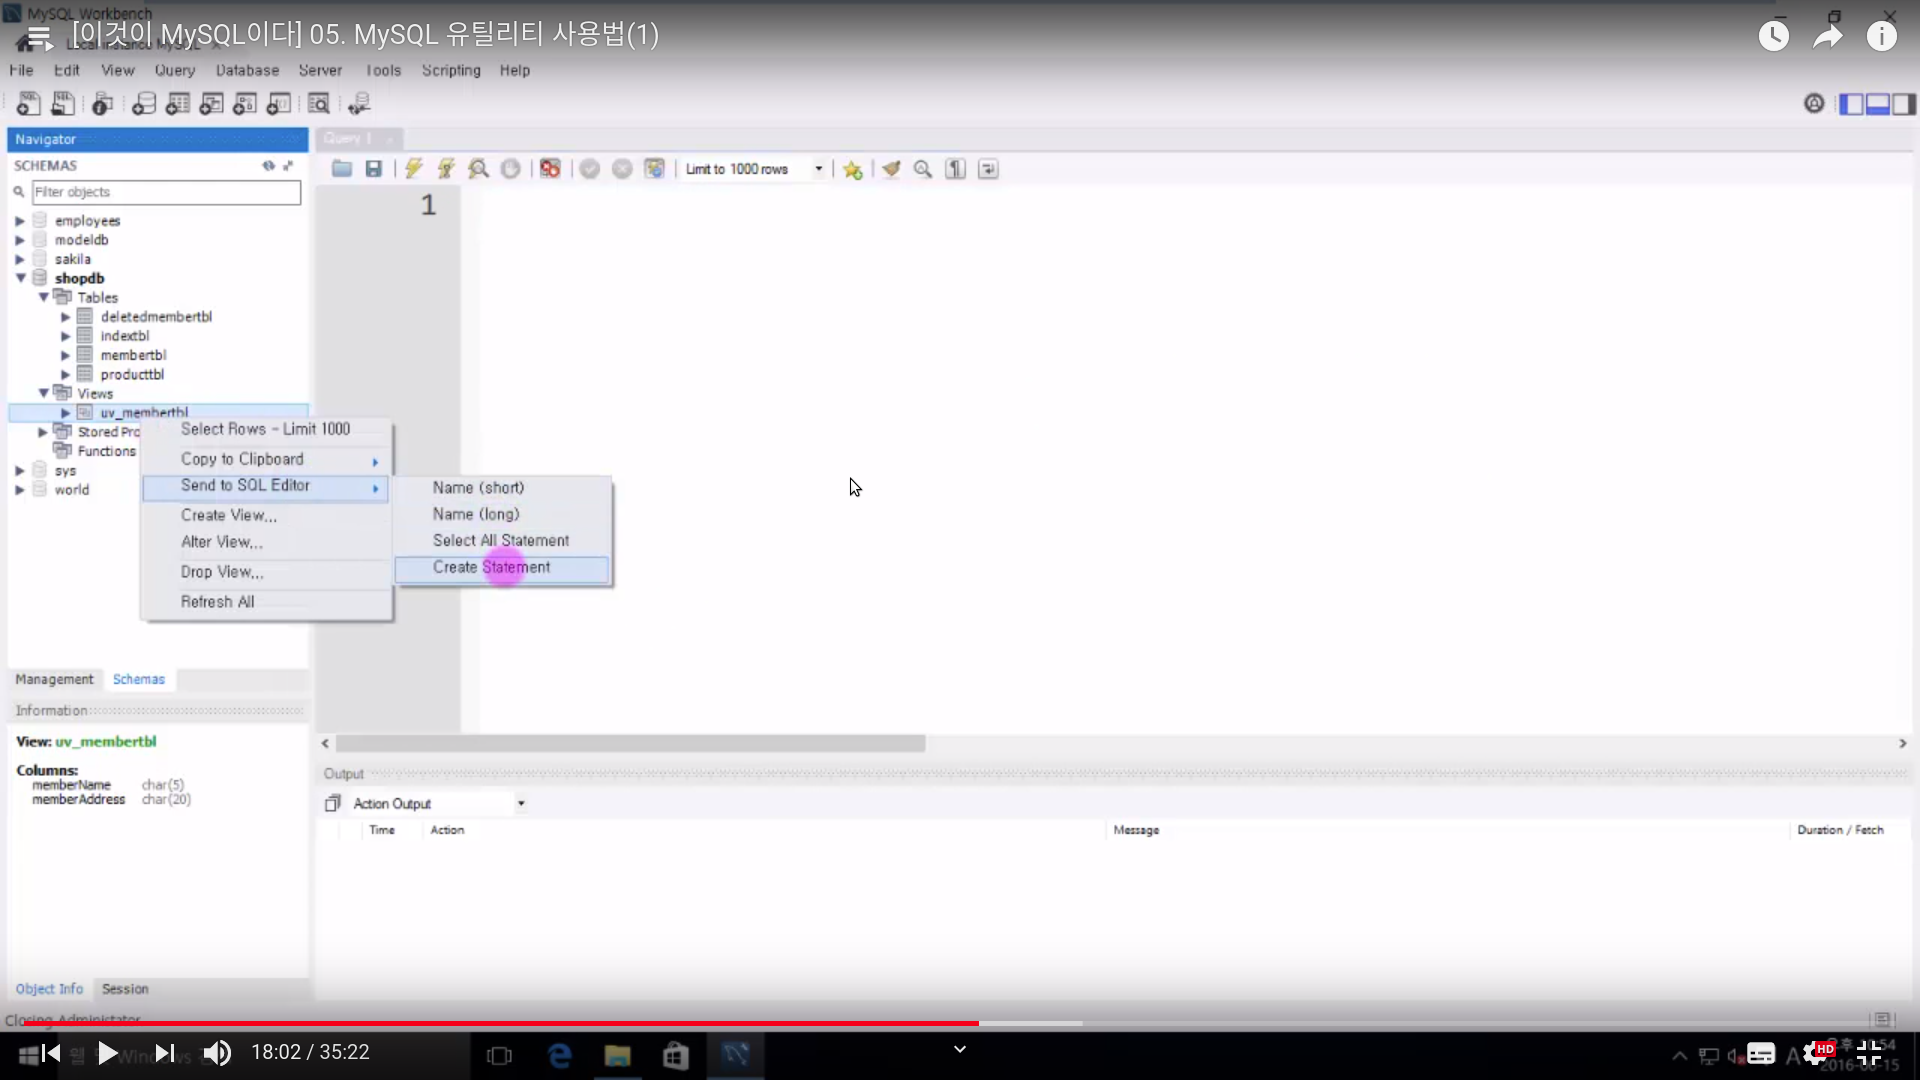 MySQL Workbench
[이것이 MySQL이다] 05. MySQL 유틸리티 사용법(1)
File Edit View Query Database Server Tools Scripting Help
Navigator
Query 1
SCHEMAS
Filter objects
Limit to 1000 rows
1
employees
modeldb
sakila
shopdb
Tables
deletedmembertbl
indextbl
membertbl
producttbl
Views
uv_membertbl
Stored Pro
Functions
sys
world
Select Rows - Limit 1000
Copy to Clipboard
Send to SQL Editor
Create View...
Alter View...
Drop View...
Refresh All
Name (short)
Name (long)
Select All Statement
Create Statement
Management Schemas
Information
View: uv_membertbl
Columns:
memberName char(5)
memberAddress char(20)
Output
Action Output
Time Action Message Duration / Fetch
Object Info Session
Closing Administator
18:02 / 35:22
HD